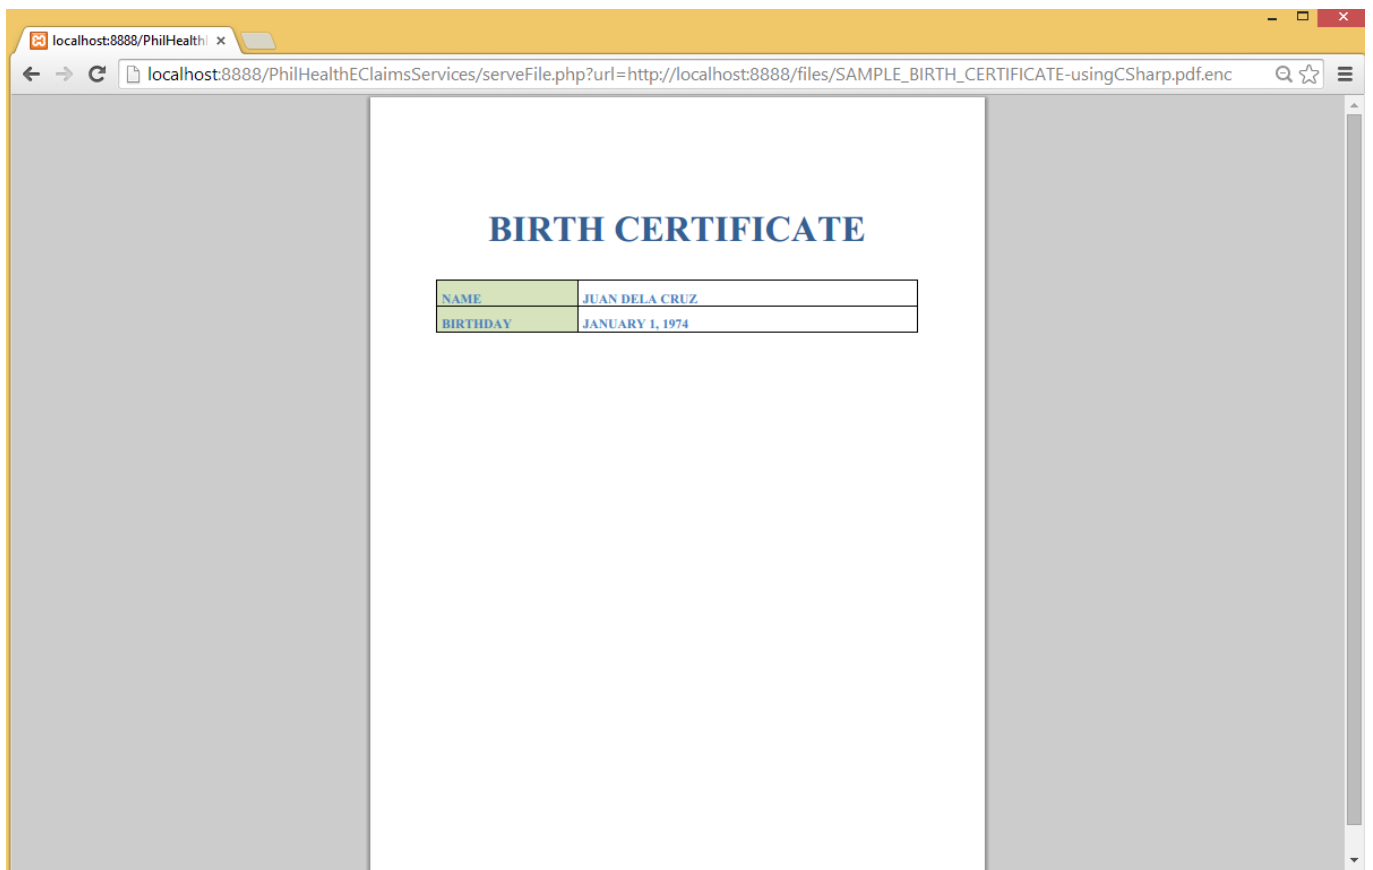 localhost:8888/PhilHealthI
localhost:8888/PhilHealthEClaimsServices/serveFile.php?url=http://localhost:8888/files/SAMPLE_BIRTH_CERTIFICATE-usingCSharp.pdf.enc
BIRTH CERTIFICATE
NAME JUAN DELA CRUZ
BIRTHDAY JANUARY 1, 1974